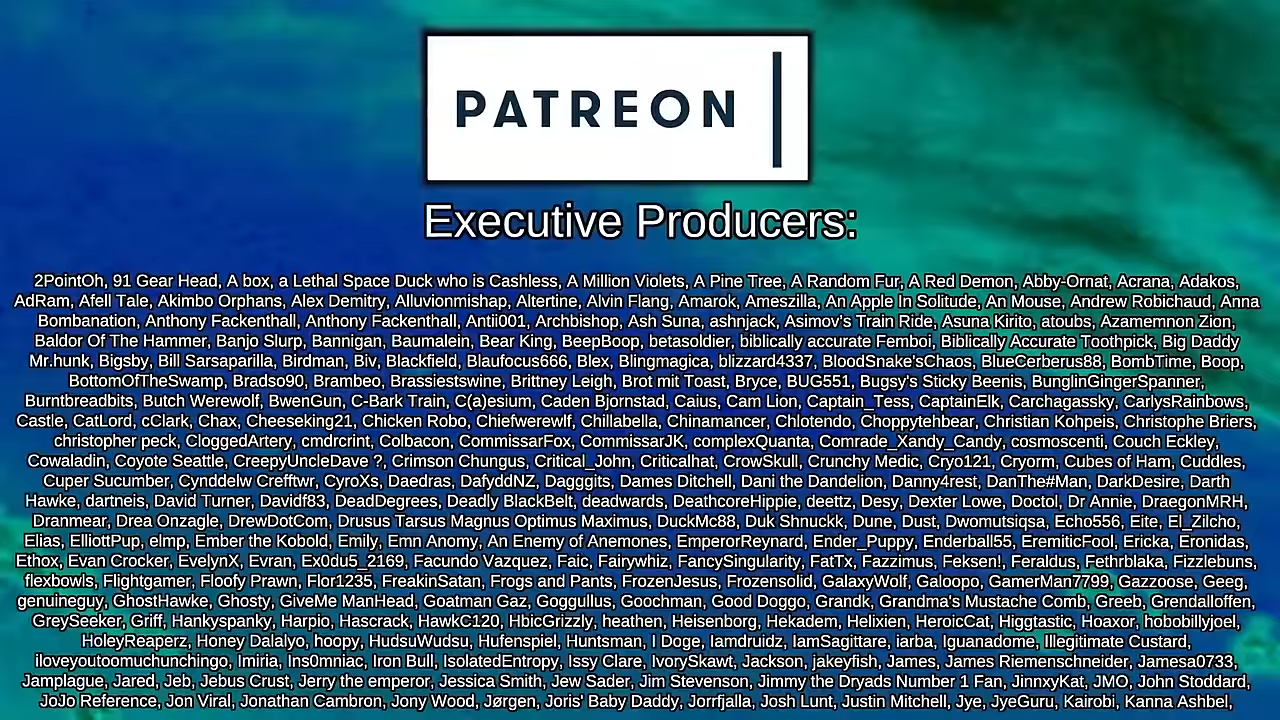 PATREON
Executive Producers:
2PointOh, 91 Gear Head, A box, a Lethal Space Duck who is Cashless, A Million Violets, A Pine Tree, A Random Fur, A Red Demon, Abby-Ornat, Acrana, Adakos,
AdRam, Afell Tale, Akimbo Orphans, Alex Demitry, Alluvionmishap, Altertine, Alvin Flang, Amarok, Ameszilla, An Apple In Solitude, An Mouse, Andrew Robichaud, Anna
Bombanation, Anthony Fackenthall, Anthony Fackenthall, Antii001, Archbishop, Ash Suna, ashnjack, Asimov's Train Ride, Asuna Kirito, atoubs, Azamemnon Zion,
Baldor Of The Hammer, Banjo Slurp, Bannigan, Baumalein, Bear King, BeepBoop, betasoldier, biblically accurate Femboi, Biblically Accurate Toothpick, Big Daddy
Mr.hunk, Bigsby, Bill Sarsaparilla, Birdman, Biv, Blackfield, Blaufocus666, Blex, Blingmagica, blizzard4337, BloodSnake'sChaos, BlueCerberus88, BombTime, Boop,
BottomOfTheSwamp, Bradso90, Brambeo, Brassiestswine, Brittney Leigh, Brot mit Toast, Bryce, BUG551, Bugsy's Sticky Beenis, BunglinGingerSpanner,
Burntbreadbits, Butch Werewolf, BwenGun, C-Bark Train, C(a)esium, Caden Bjornstad, Caius, Cam Lion, Captain_Tess, CaptainElk, Carchagassky, CarlysRainbows,
Castle, CatLord, cClark, Chax, Cheeseking21, Chicken Robo, Chiefwerewlf, Chillabella, Chinamancer, Chlotendo, Choppytehbear, Christian Kohpeis, Christophe Briers,
christopher peck, CloggedArtery, cmdrcrint, Colbacon, CommissarFox, CommissarJK, complexQuanta, Comrade_Xandy_Candy, cosmoscenti, Couch Eckley,
Cowaladin, Coyote Seattle, CreepyUncleDave ?, Crimson Chungus, Critical_John, Criticalhat, CrowSkull, Crunchy Medic, Cryo121, Cryorm, Cubes of Ham, Cuddles,
Cuper Sucumber, Cynddelw Crefftwr, CyroXs, Daedras, DafyddNZ, Dagggits, Dames Ditchell, Dani the Dandelion, Danny4rest, DanThe#Man, DarkDesire, Darth
Hawke, dartneis, David Turner, Davidf83, DeadDegrees, Deadly BlackBelt, deadwards, DeathcoreHippie, deettz, Desy, Dexter Lowe, Doctol, Dr Annie, DraegonMRH,
Dranmear, Drea Onzagle, DrewDotCom, Drusus Tarsus Magnus Optimus Maximus, DuckMc88, Duk Shnuckk, Dune, Dust, Dwomutsiqsa, Echo556, Eite, El_Zilcho,
Elias, ElliottPup, elmp, Ember the Kobold, Emily, Emn Anomy, An Enemy of Anemones, EmperorReynard, Ender_Puppy, Enderball55, EremiticFool, Ericka, Eronidas,
Ethox, Evan Crocker, EvelynX, Evran, Ex0du5_2169, Facundo Vazquez, Faic, Fairywhiz, FancySingularity, FatTx, Fazzimus, Feksen!, Feraldus, Fethrblaka, Fizzlebuns,
flexbowls, Flightgamer, Floofy Prawn, Flor1235, FreakinSatan, Frogs and Pants, FrozenJesus, Frozensolid, GalaxyWolf, Galoopo, GamerMan7799, Gazzoose, Geeg,
genuineguy, GhostHawke, Ghosty, GiveMe ManHead, Goatman Gaz, Goggullus, Goochman, Good Doggo, Grandk, Grandma's Mustache Comb, Greeb, Grendalloffen,
GreySeeker, Griff, Hankyspanky, Harpio, Hascrack, HawkC120, HbicGrizzly, heathen, Heisenborg, Hekadem, Helixien, HeroicCat, Higgtastic, Hoaxor, hobobillyjoel,
HoleyReaperz, Honey Dalalyo, hoopy, HudsuWudsu, Hufenspiel, Huntsman, I Doge, Iamdruidz, IamSagittare, iarba, Iguanadome, Illegitimate Custard,
iloveyoutoomuchunchingo, Imiria, Ins0mniac, Iron Bull, IsolatedEntropy, Issy Clare, IvorySkawt, Jackson, jakeyfish, James, James Riemenschneider, Jamesa0733,
Jamplague, Jared, Jeb, Jebus Crust, Jerry the emperor, Jessica Smith, Jew Sader, Jim Stevenson, Jimmy the Dryads Number 1 Fan, JinnxyKat, JMO, John Stoddard,
JoJo Reference, Jon Viral, Jonathan Cambron, Jony Wood, Jørgen, Joris' Baby Daddy, Jorrfjalla, Josh Lunt, Justin Mitchell, Jye, JyeGuru, Kairobi, Kanna Ashbel,